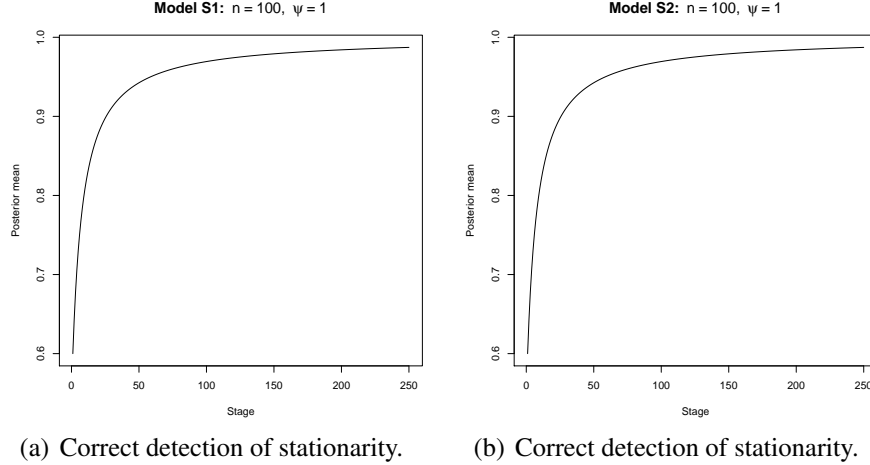 Model S1: n = 100, ψ = 1
1.0
0.9
0.8
0.7
0.6
Posterior mean
0 50 100 150 200 250
Stage
(a) Correct detection of stationarity.
Model S2: n = 100, ψ = 1
1.0
0.9
0.8
0.7
0.6
Posterior mean
0 50 100 150 200 250
Stage
(b) Correct detection of stationarity.